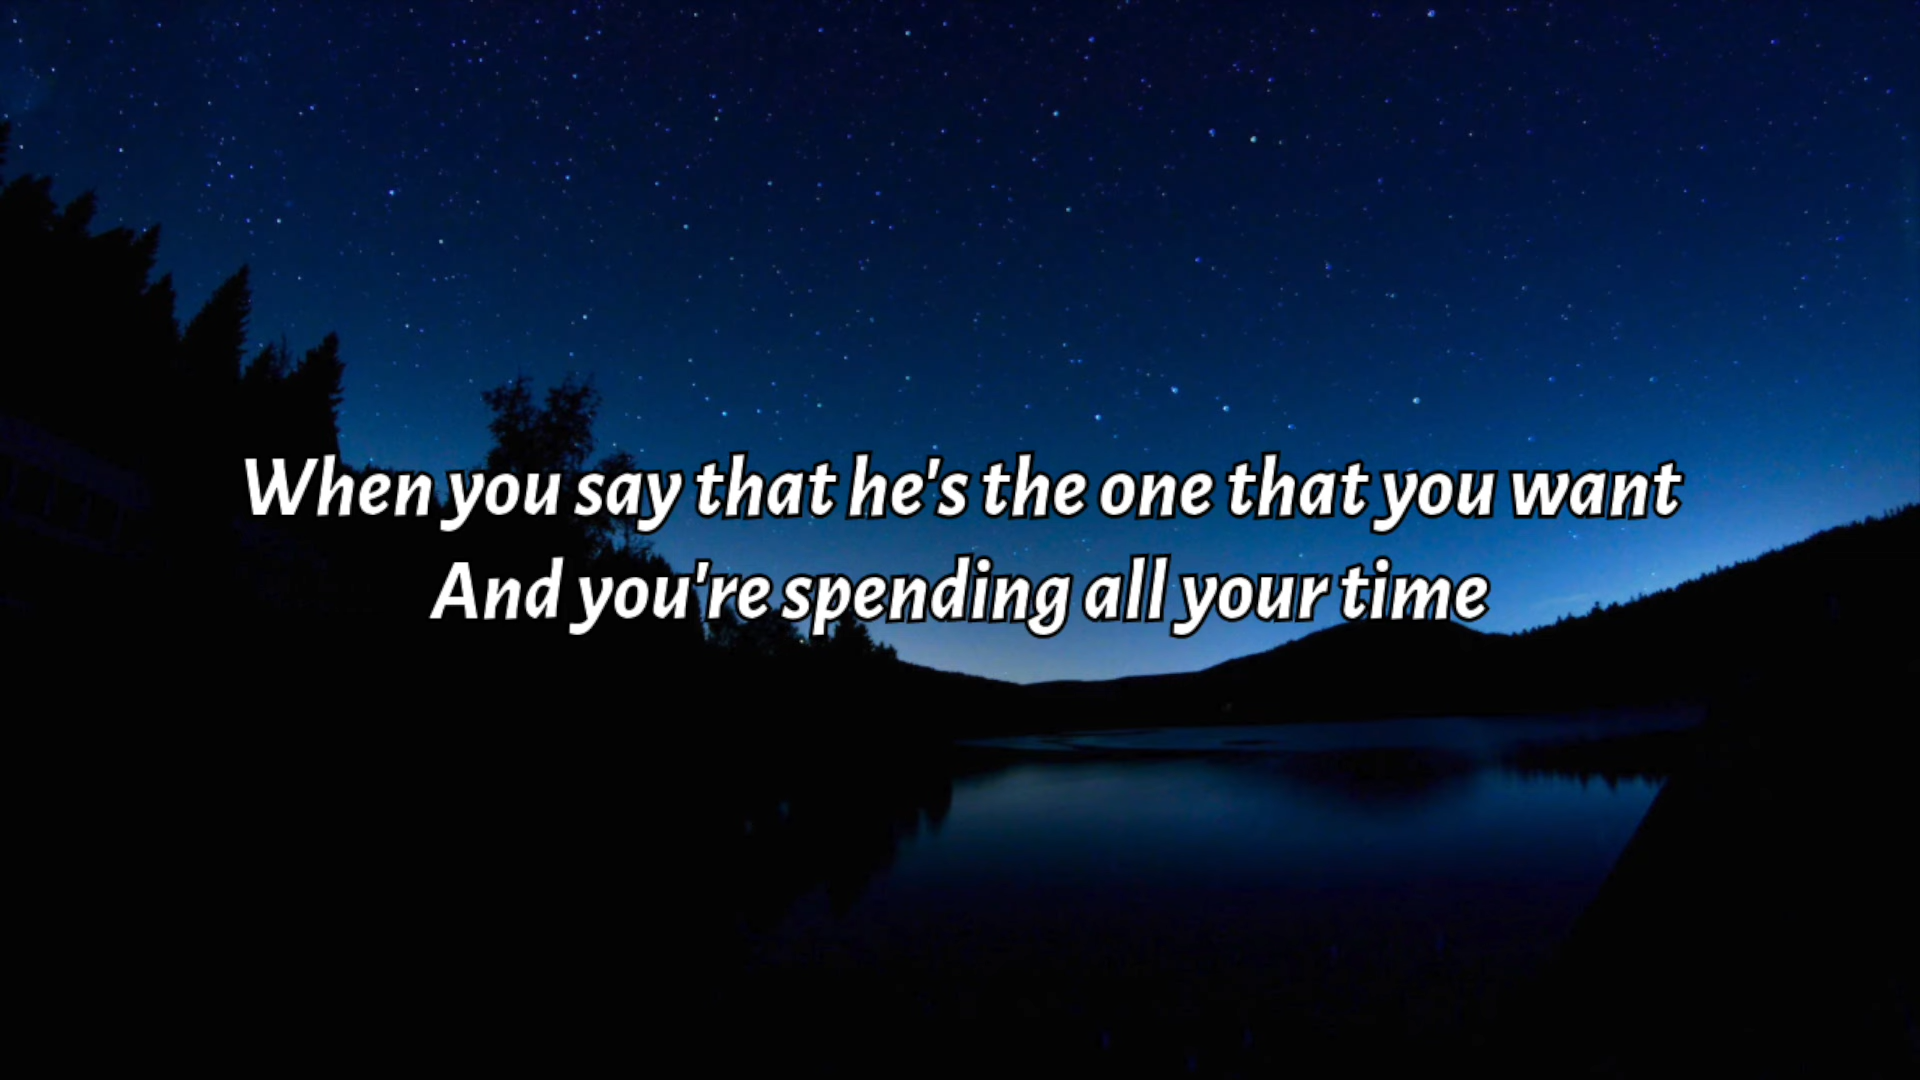 When you say that he's the one that you want
And you're spending all your time